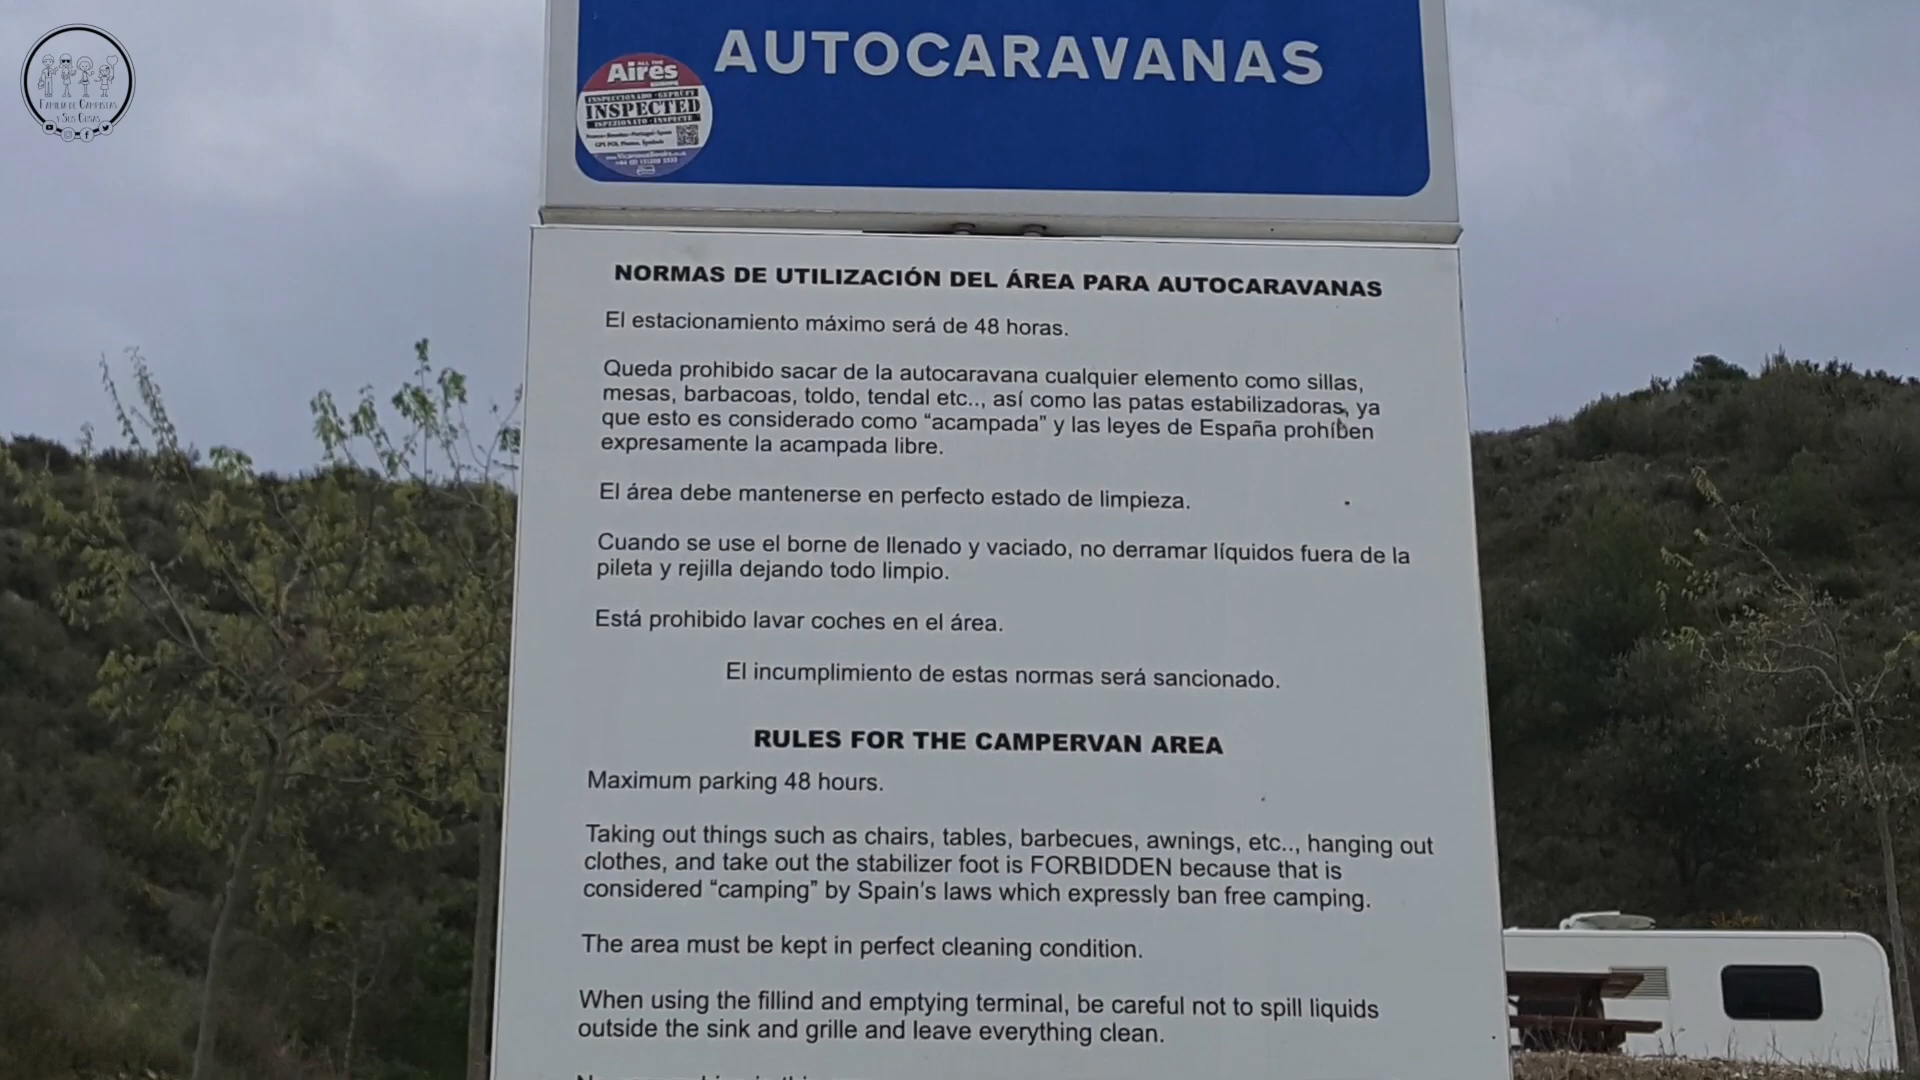 FAMILIA DE CAMPISTAS
Y SUS COSAS
AUTOCARAVANAS
ALL THE
Aires
INSPECTED
NORMAS DE UTILIZACIÓN DEL ÁREA PARA AUTOCARAVANAS
El estacionamiento máximo será de 48 horas.
Queda prohibido sacar de la autocaravana cualquier elemento como sillas,
mesas, barbacoas, toldo, tendal etc.., así como las patas estabilizadoras, ya
que esto es considerado como “acampada” y las leyes de España prohíben
expresamente la acampada libre.
El área debe mantenerse en perfecto estado de limpieza.
Cuando se use el borne de llenado y vaciado, no derramar líquidos fuera de la
pileta y rejilla dejando todo limpio.
Está prohibido lavar coches en el área.
El incumplimiento de estas normas será sancionado.
RULES FOR THE CAMPERVAN AREA
Maximum parking 48 hours.
Taking out things such as chairs, tables, barbecues, awnings, etc.., hanging out
clothes, and take out the stabilizer foot is FORBIDDEN because that is
considered “camping” by Spain's laws which expressly ban free camping.
The area must be kept in perfect cleaning condition.
When using the fillind and emptying terminal, be careful not to spill liquids
outside the sink and grille and leave everything clean.